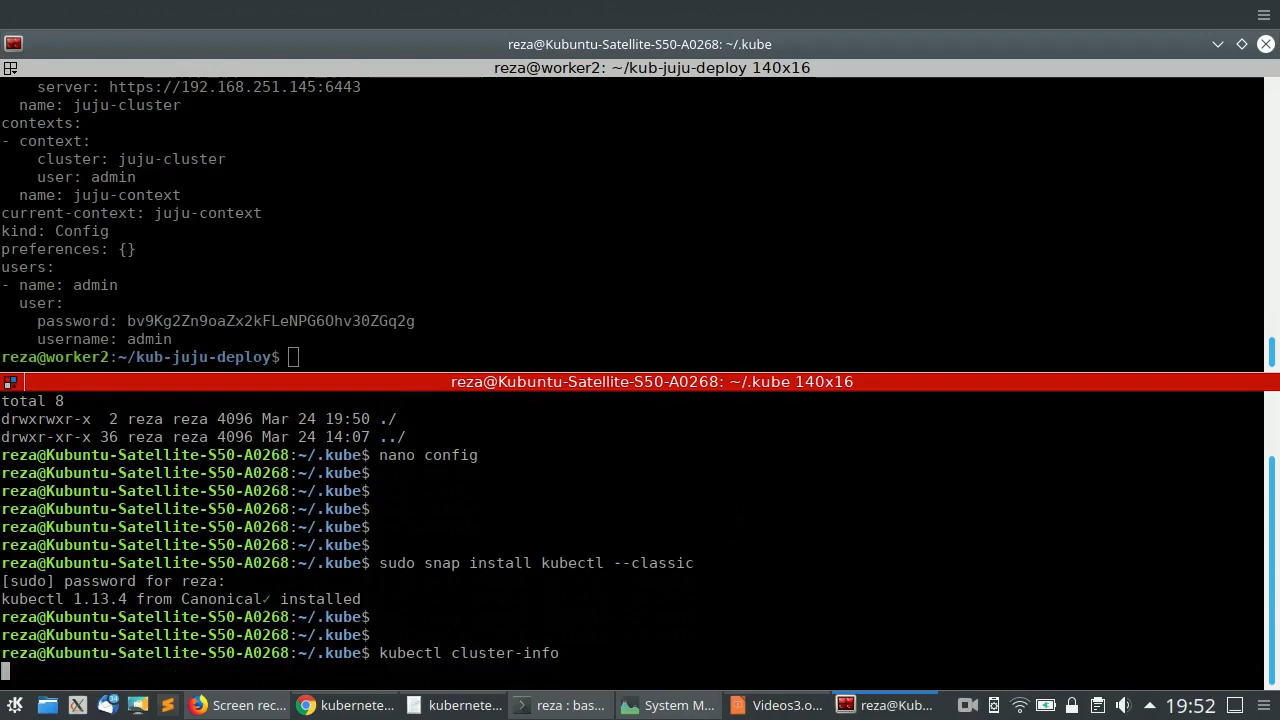 reza@Kubuntu-Satellite-S50-A0268: ~/.kube
reza@worker2: ~/kub-juju-deploy 140x16
    server: https://192.168.251.145:6443
  name: juju-cluster
contexts:
- context:
    cluster: juju-cluster
    user: admin
  name: juju-context
current-context: juju-context
kind: Config
preferences: {}
users:
- name: admin
  user:
    password: bv9Kg2Zn9oaZx2kFLeNPG6Ohv30ZGq2g
    username: admin
reza@worker2:~/kub-juju-deploy$
reza@Kubuntu-Satellite-S50-A0268: ~/.kube 140x16
total 8
drwxrwxr-x  2 reza reza 4096 Mar 24 19:50 ./
drwxr-xr-x 36 reza reza 4096 Mar 24 14:07 ../
reza@Kubuntu-Satellite-S50-A0268:~/.kube$ nano config
reza@Kubuntu-Satellite-S50-A0268:~/.kube$
reza@Kubuntu-Satellite-S50-A0268:~/.kube$
reza@Kubuntu-Satellite-S50-A0268:~/.kube$
reza@Kubuntu-Satellite-S50-A0268:~/.kube$
reza@Kubuntu-Satellite-S50-A0268:~/.kube$
reza@Kubuntu-Satellite-S50-A0268:~/.kube$ sudo snap install kubectl --classic
[sudo] password for reza:
kubectl 1.13.4 from Canonical✓ installed
reza@Kubuntu-Satellite-S50-A0268:~/.kube$
reza@Kubuntu-Satellite-S50-A0268:~/.kube$
reza@Kubuntu-Satellite-S50-A0268:~/.kube$ kubectl cluster-info
Screen rec... kubernete... kubernete... reza : bas... System M... Videos3.o... reza@Kub... 19:52